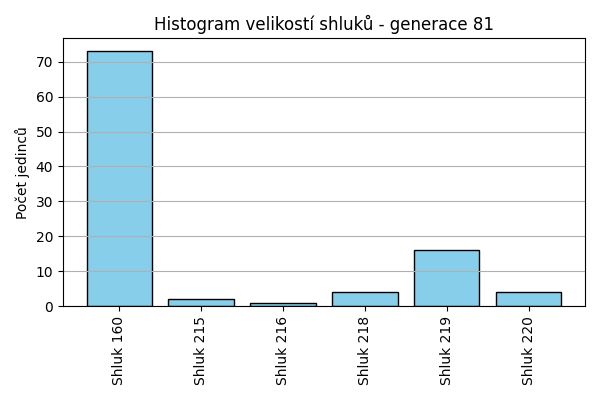 Histogram velikostí shluků - generace 81
Počet jedinců
70
60
50
40
30
20
10
0
Shluk 160
Shluk 215
Shluk 216
Shluk 218
Shluk 219
Shluk 220